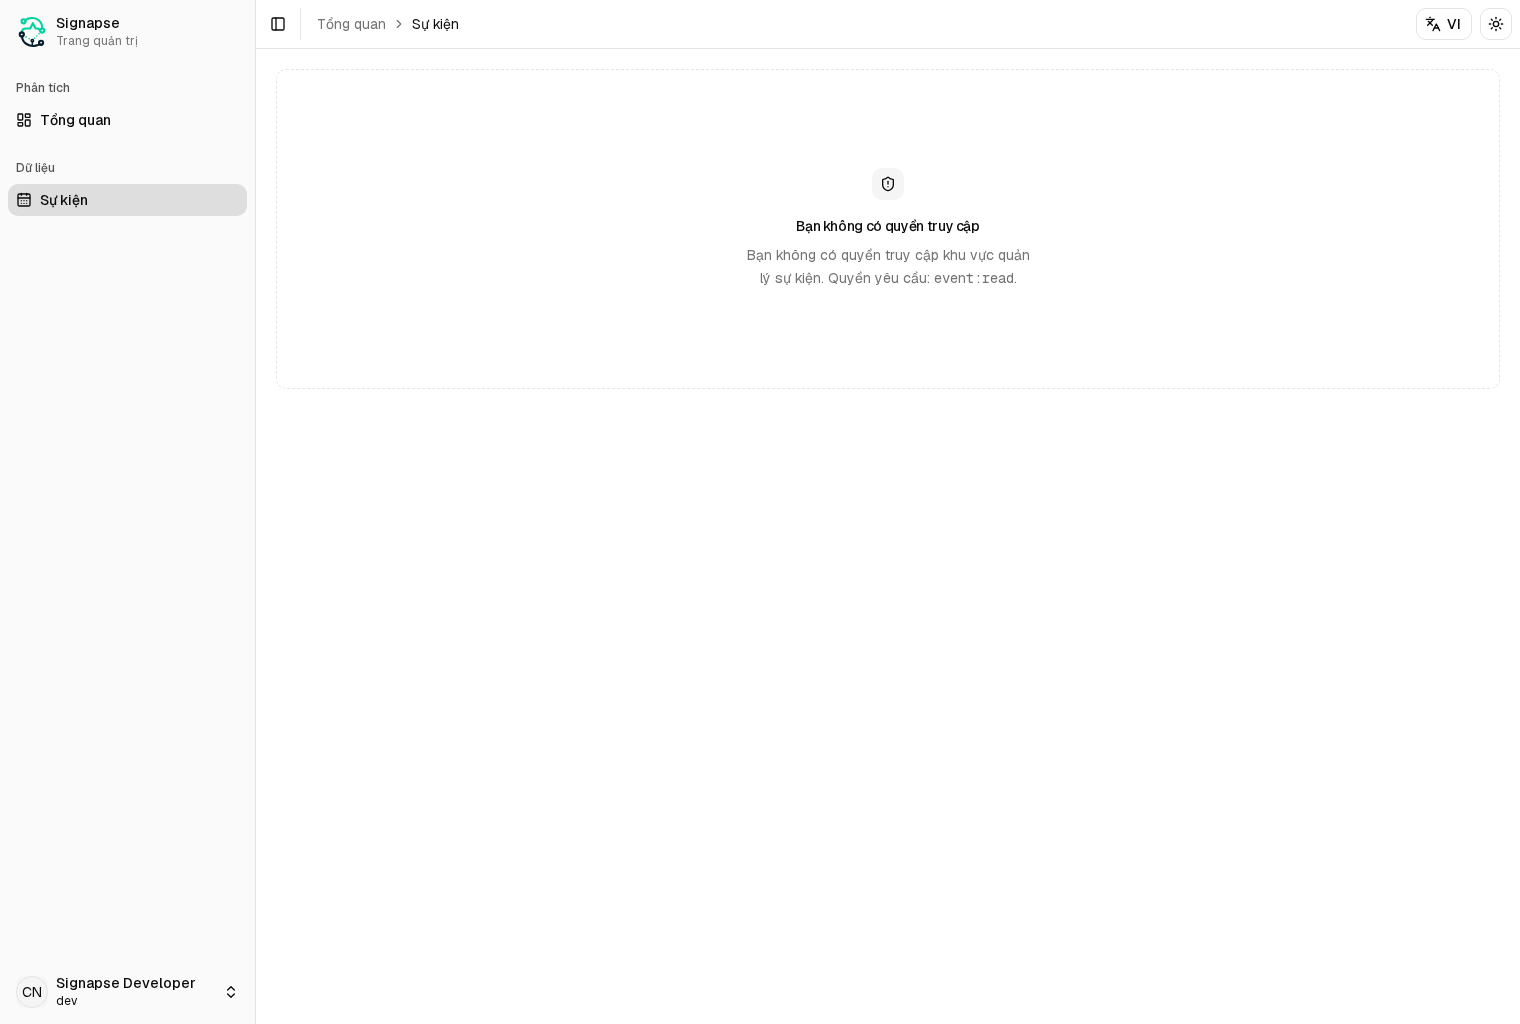 Signapse
Trang quản trị
Phân tích
Tổng quan
Dữ liệu
Sự kiện
Signapse Developer
dev
CN
Tổng quan
Sự kiện
VI
Bạn không có quyền truy cập
Bạn không có quyền truy cập khu vực quản
lý sự kiện. Quyền yêu cầu: event:read.